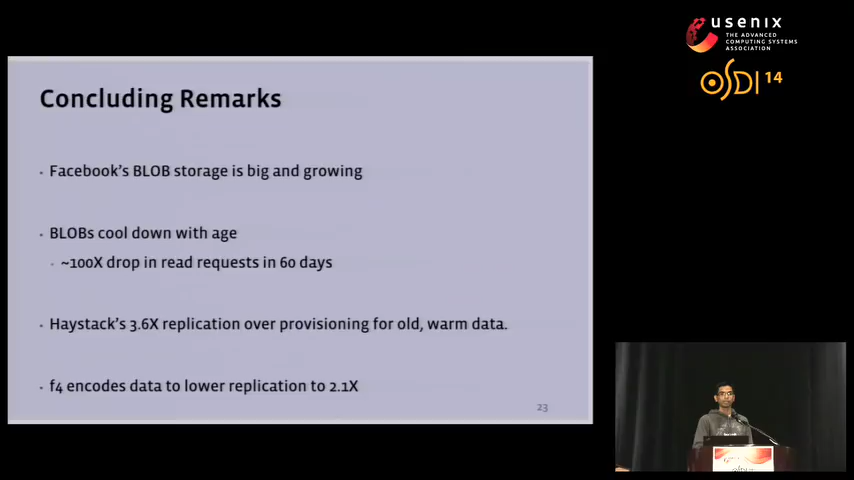 usenix
THE ADVANCED
COMPUTING SYSTEMS
ASSOCIATION
OSDI 14
Concluding Remarks
Facebook's BLOB storage is big and growing
BLOBs cool down with age
~100X drop in read requests in 60 days
Haystack's 3.6X replication over provisioning for old, warm data.
f4 encodes data to lower replication to 2.1X
23
OSDI